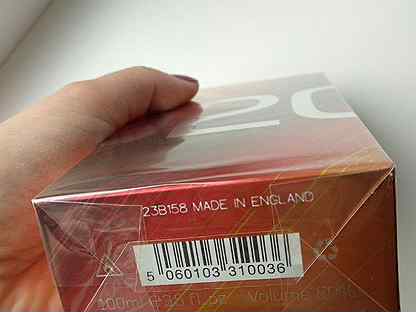 20
23B158 MADE IN ENGLAND
5 060103 310036
100ml Volume